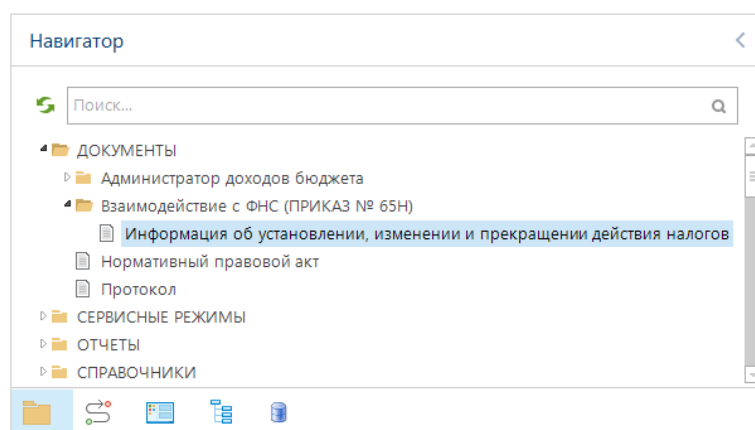 Навигатор
Поиск...
ДОКУМЕНТЫ
Администратор доходов бюджета
Взаимодействие с ФНС (ПРИКАЗ № 65Н)
Информация об установлении, изменении и прекращении действия налогов
Нормативный правовой акт
Протокол
СЕРВИСНЫЕ РЕЖИМЫ
ОТЧЕТЫ
СПРАВОЧНИКИ